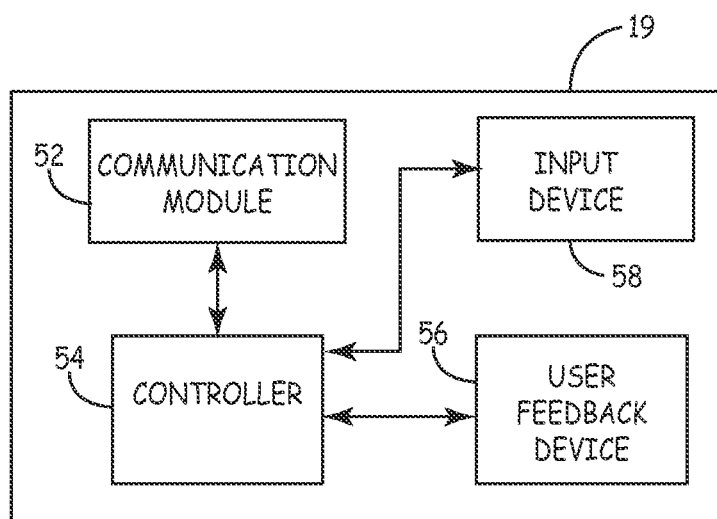 19
52
COMMUNICATION
MODULE
INPUT
DEVICE
58
54
CONTROLLER
56
USER
FEEDBACK
DEVICE